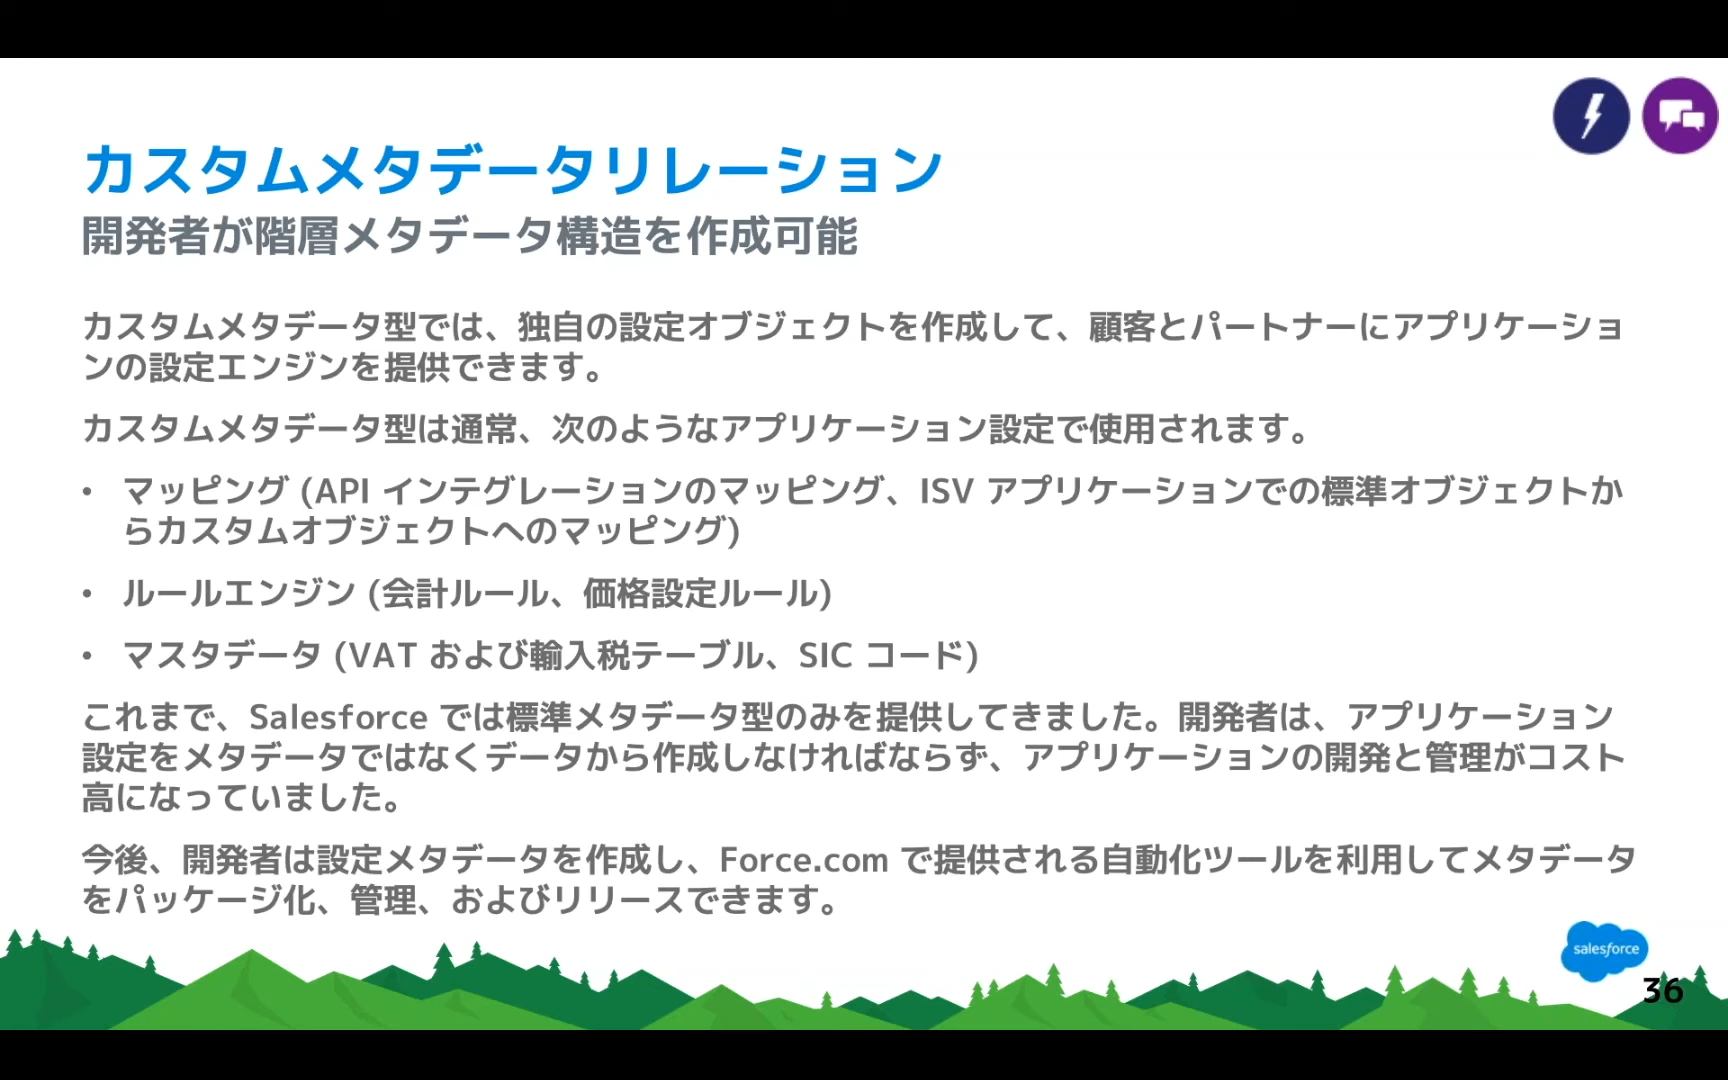 カスタムメタデータリレーション
開発者が階層メタデータ構造を作成可能
カスタムメタデータ型では、独自の設定オブジェクトを作成して、顧客とパートナーにアプリケーショ
ンの設定エンジンを提供できます。
カスタムメタデータ型は通常、次のようなアプリケーション設定で使用されます。
• マッピング (API インテグレーションのマッピング、ISV アプリケーションでの標準オブジェクトか
らカスタムオブジェクトへのマッピング)
• ルールエンジン (会計ルール、価格設定ルール)
• マスタデータ (VAT および輸入税テーブル、SIC コード)
これまで、Salesforce では標準メタデータ型のみを提供してきました。開発者は、アプリケーション
設定をメタデータではなくデータから作成しなければならず、アプリケーションの開発と管理がコスト
高になっていました。
今後、開発者は設定メタデータを作成し、Force.com で提供される自動化ツールを利用してメタデータ
をパッケージ化、管理、およびリリースできます。
salesforce
36